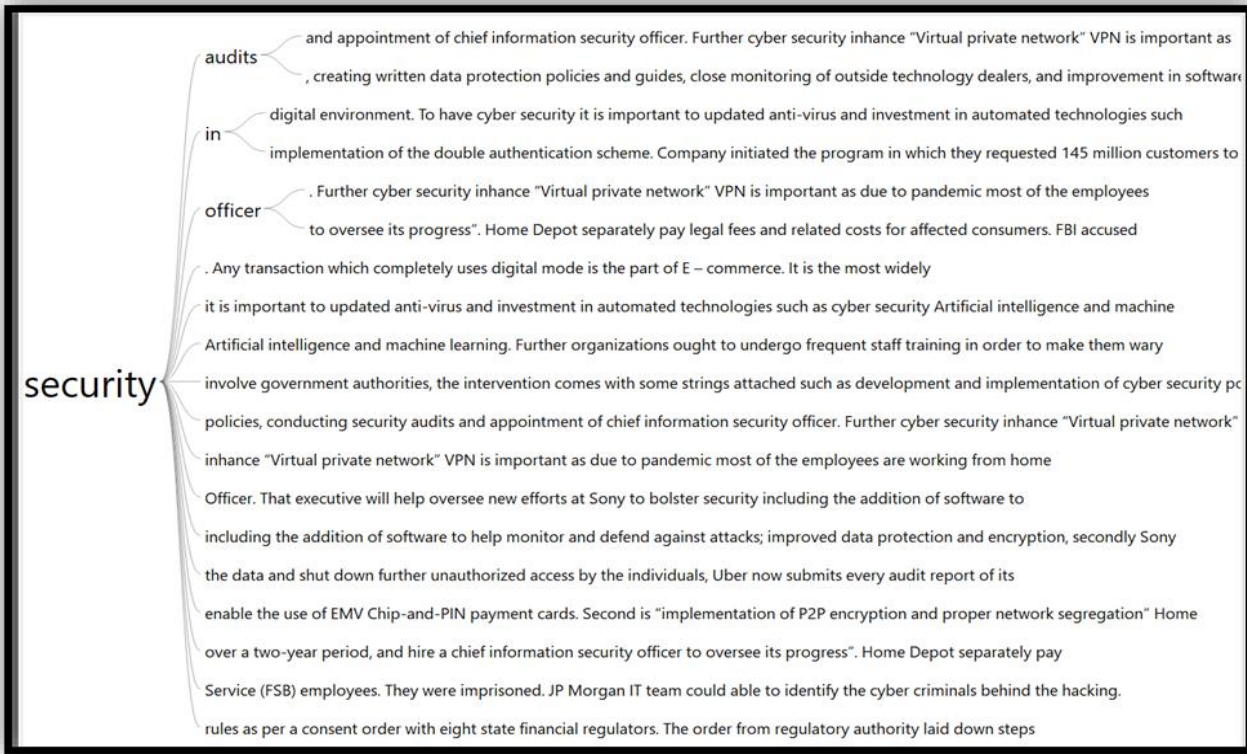 audits
and appointment of chief information security officer. Further cyber security inhance “Virtual private network” VPN is important as
, creating written data protection policies and guides, close monitoring of outside technology dealers, and improvement in software
in
digital environment. To have cyber security it is important to updated anti-virus and investment in automated technologies such
implementation of the double authentication scheme. Company initiated the program in which they requested 145 million customers to
officer
. Further cyber security inhance “Virtual private network” VPN is important as due to pandemic most of the employees
to oversee its progress”. Home Depot separately pay legal fees and related costs for affected consumers. FBI accused
. Any transaction which completely uses digital mode is the part of E – commerce. It is the most widely
it is important to updated anti-virus and investment in automated technologies such as cyber security Artificial intelligence and machine
Artificial intelligence and machine learning. Further organizations ought to undergo frequent staff training in order to make them wary
security
involve government authorities, the intervention comes with some strings attached such as development and implementation of cyber security
policies, conducting security audits and appointment of chief information security officer. Further cyber security inhance “Virtual private network”
inhance “Virtual private network” VPN is important as due to pandemic most of the employees are working from home
Officer. That executive will help oversee new efforts at Sony to bolster security including the addition of software to
including the addition of software to help monitor and defend against attacks; improved data protection and encryption, secondly Sony
the data and shut down further unauthorized access by the individuals, Uber now submits every audit report of its
enable the use of EMV Chip-and-PIN payment cards. Second is “implementation of P2P encryption and proper network segregation” Home
over a two-year period, and hire a chief information security officer to oversee its progress”. Home Depot separately pay
Service (FSB) employees. They were imprisoned. JP Morgan IT team could able to identify the cyber criminals behind the hacking.
rules as per a consent order with eight state financial regulators. The order from regulatory authority laid down steps